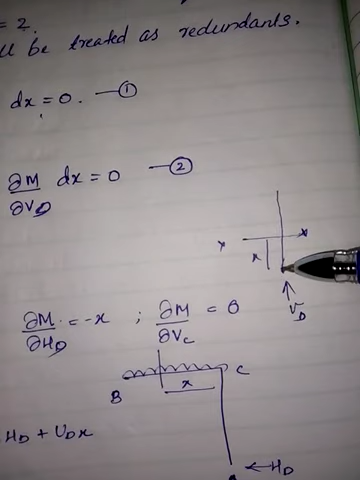 = 2.
ll be treated as redundants.
dx = 0. — ①
∂M/∂V_D dx = 0 — ②
x x
x
V_D
∂M/∂H_D = -x ; ∂M/∂V_C = 0
x
B C
H_D + V_D x
← H_D